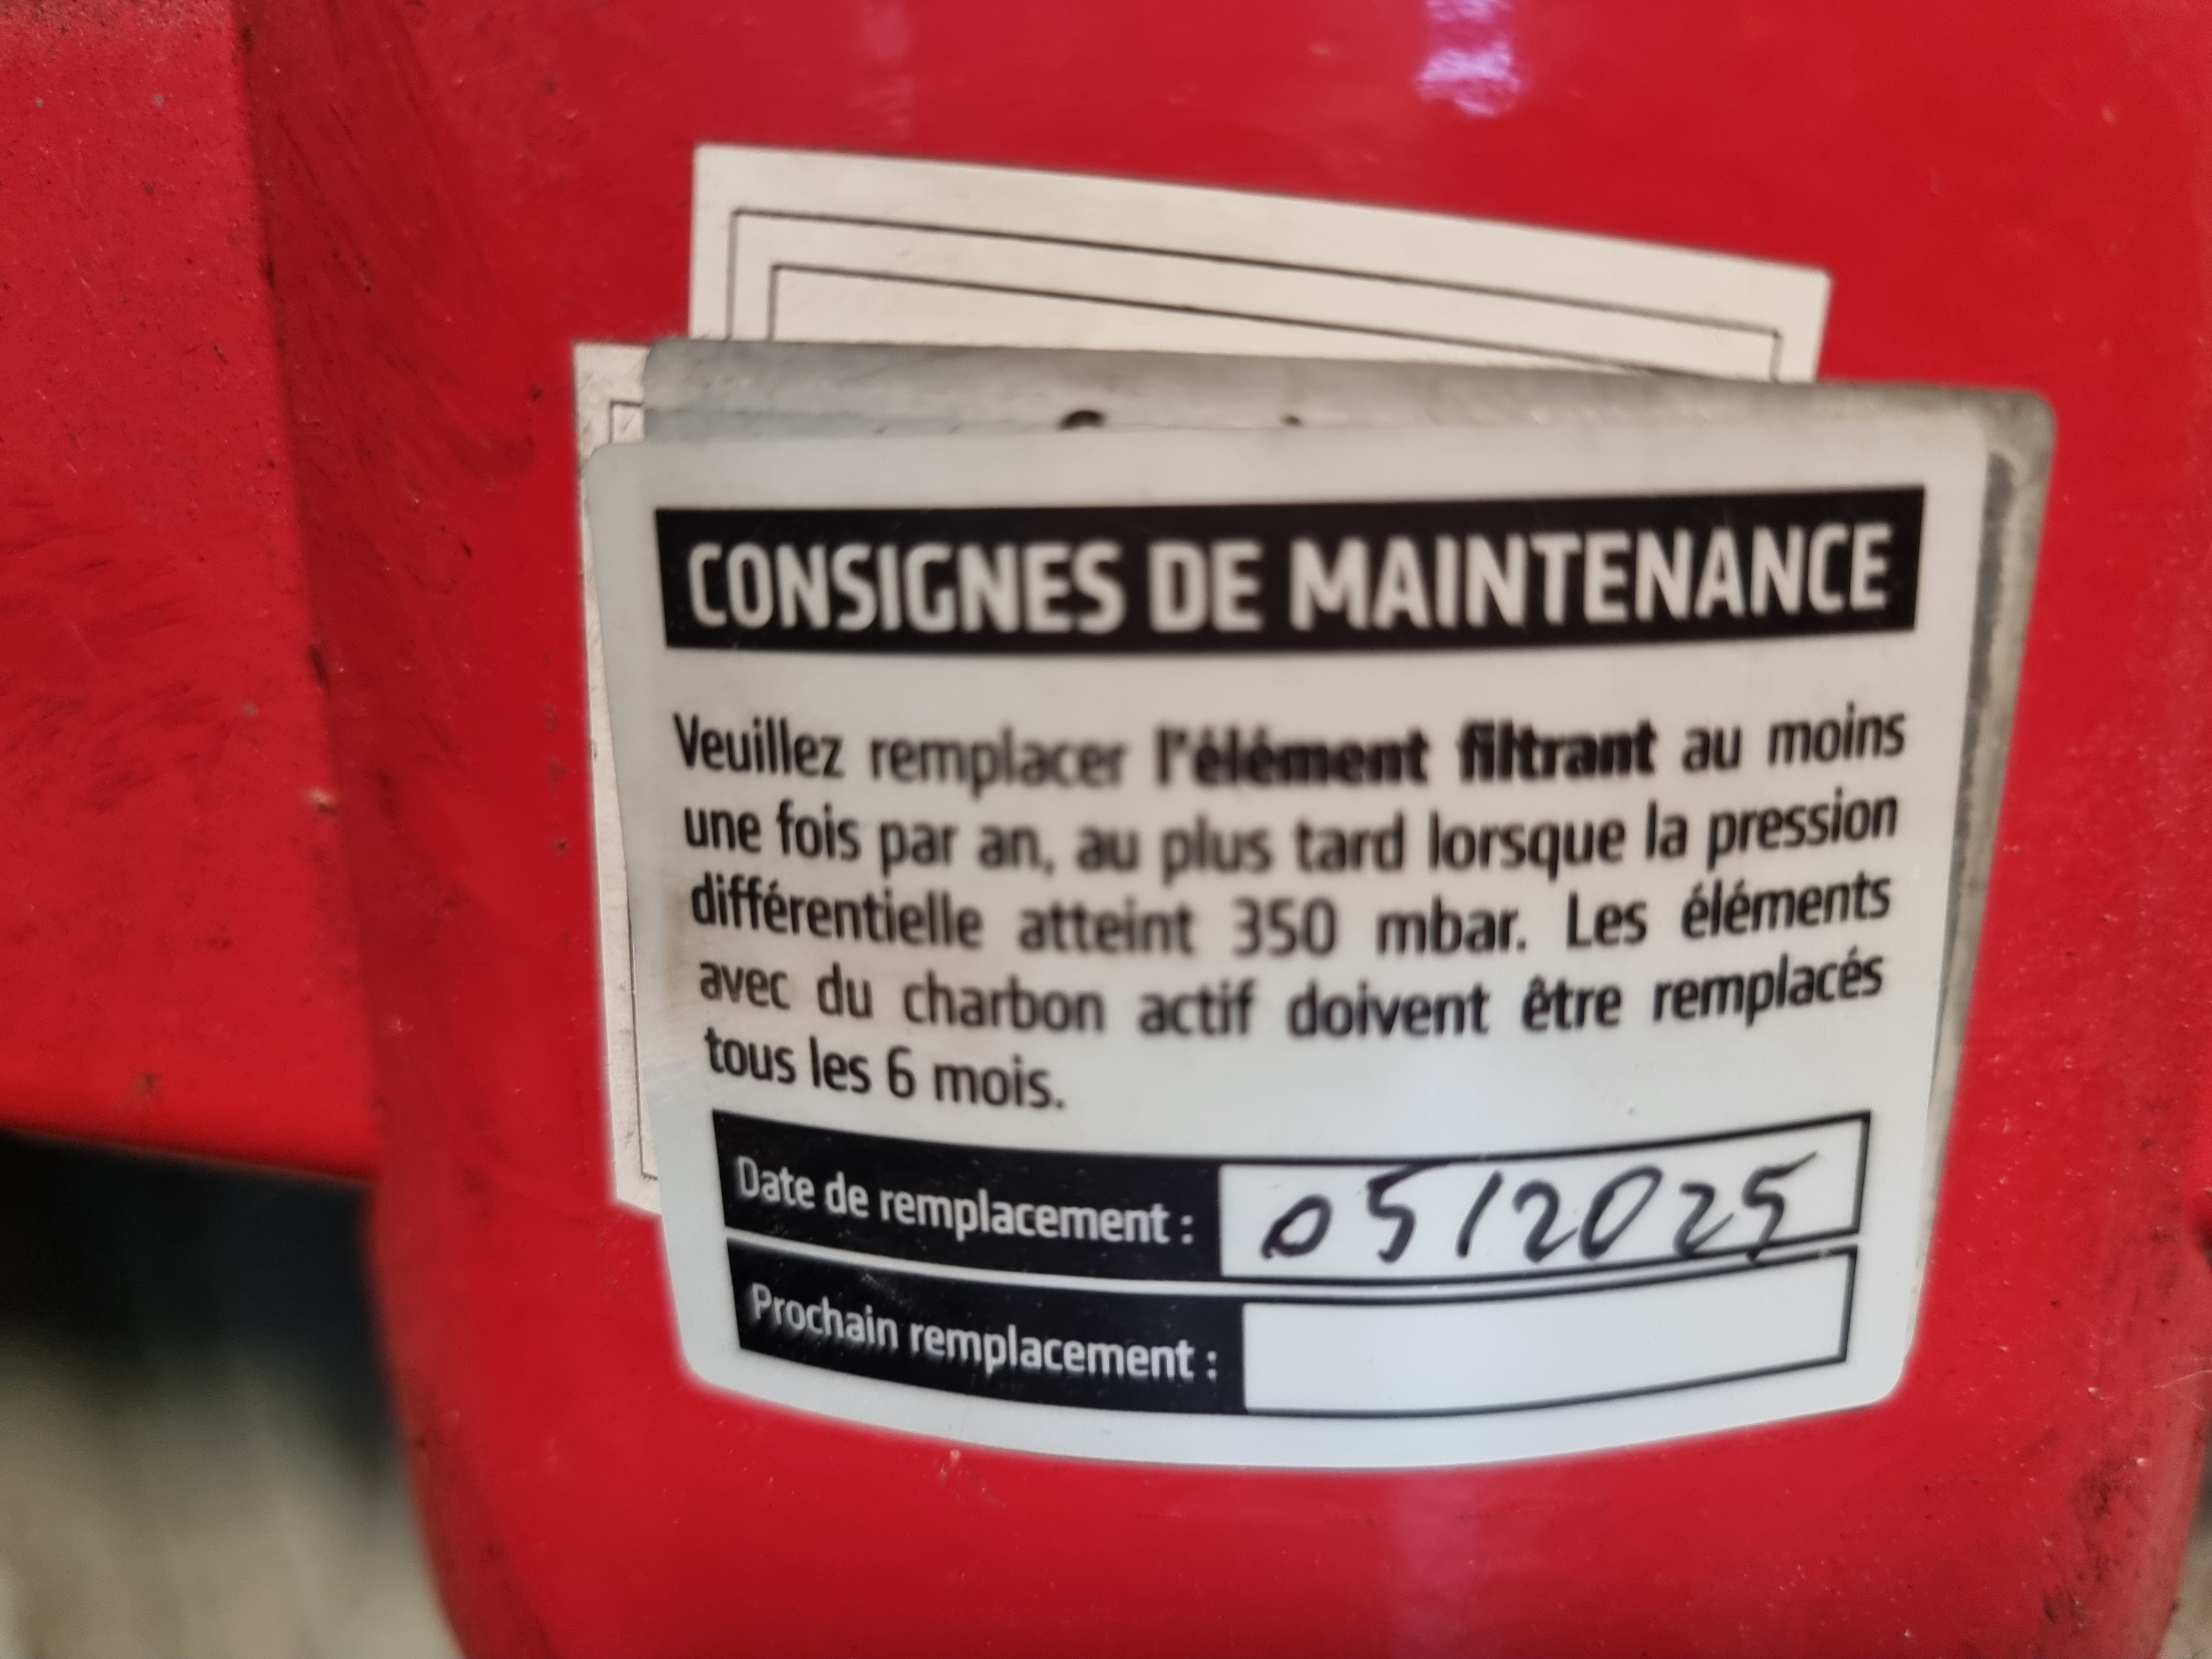 CONSIGNES DE MAINTENANCE
Veuillez remplacer l'élément filtrant au moins
une fois par an, au plus tard lorsque la pression
différentielle atteint 350 mbar. Les éléments
avec du charbon actif doivent être remplacés
tous les 6 mois.
Date de remplacement : 05/2025
Prochain remplacement :